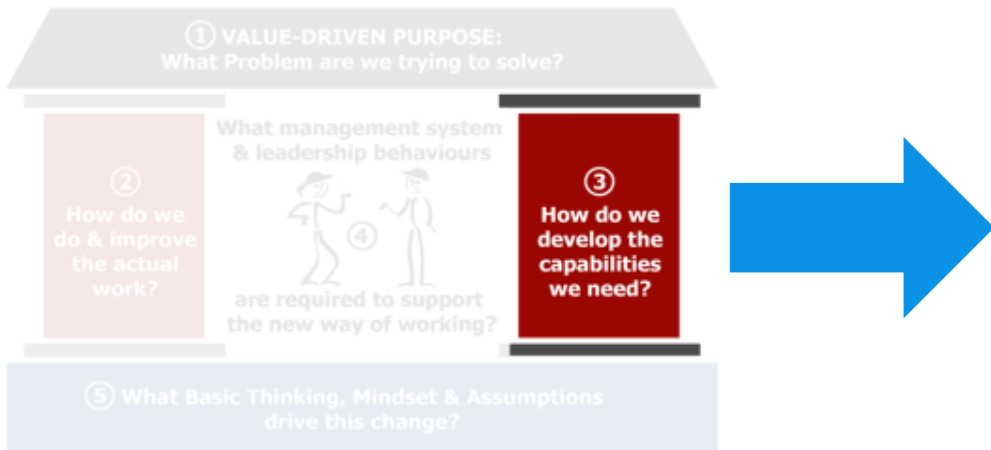 ① VALUE-DRIVEN PURPOSE:
What Problem are we trying to solve?
What management system
& leadership behaviours
②
How do we
do & improve
the actual
work?
④
are required to support
the new way of working?
③
How do we
develop the
capabilities
we need?
⑤ What Basic Thinking, Mindset & Assumptions
drive this change?